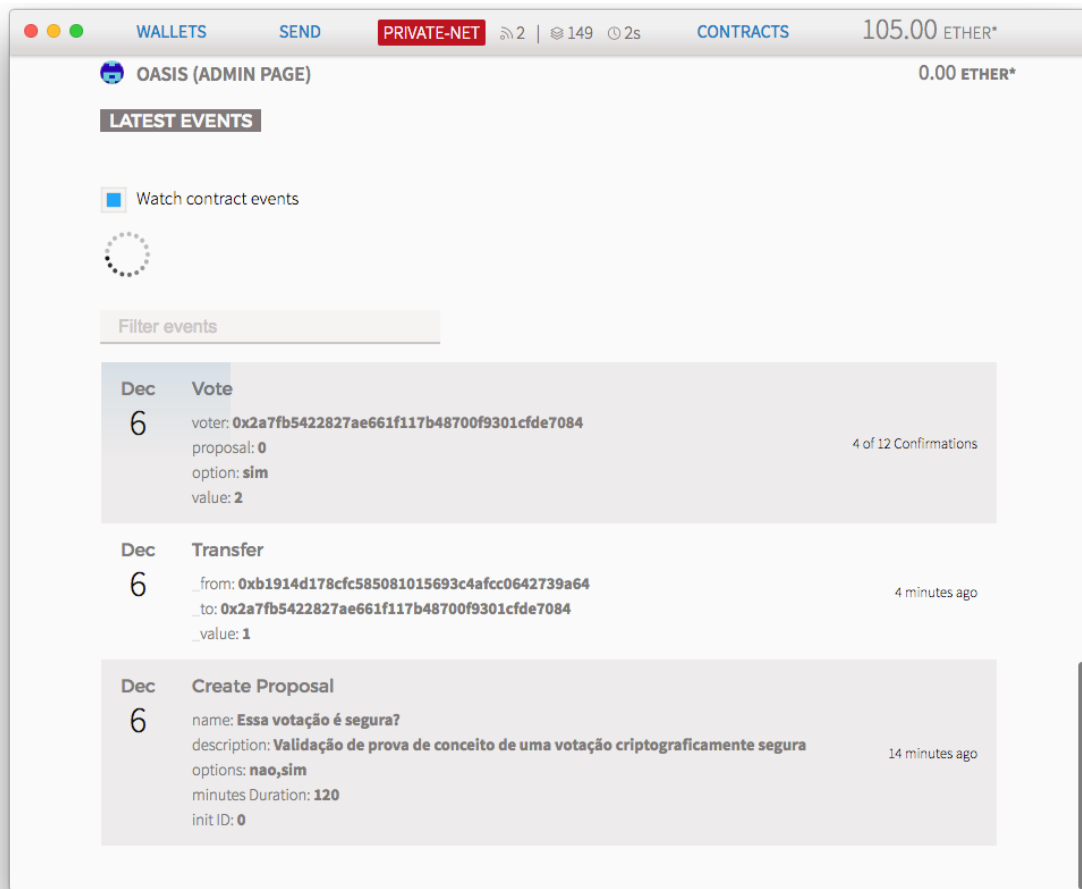 WALLETS SEND PRIVATE-NET 2 | 149 2s CONTRACTS 105.00 ETHER*
OASIS (ADMIN PAGE) 0.00 ETHER*
LATEST EVENTS
Watch contract events
Filter events
Dec Vote
6 voter: 0x2a7fb5422827ae661f117b48700f9301cfde7084
proposal: 0 4 of 12 Confirmations
option: sim
value: 2
Dec Transfer
6 _from: 0xb1914d178cfc585081015693c4afcc0642739a64 4 minutes ago
_to: 0x2a7fb5422827ae661f117b48700f9301cfde7084
_value: 1
Dec Create Proposal
6 name: Essa votação é segura?
description: Validação de prova de conceito de uma votação criptograficamente segura 14 minutes ago
options: nao,sim
minutes Duration: 120
init ID: 0